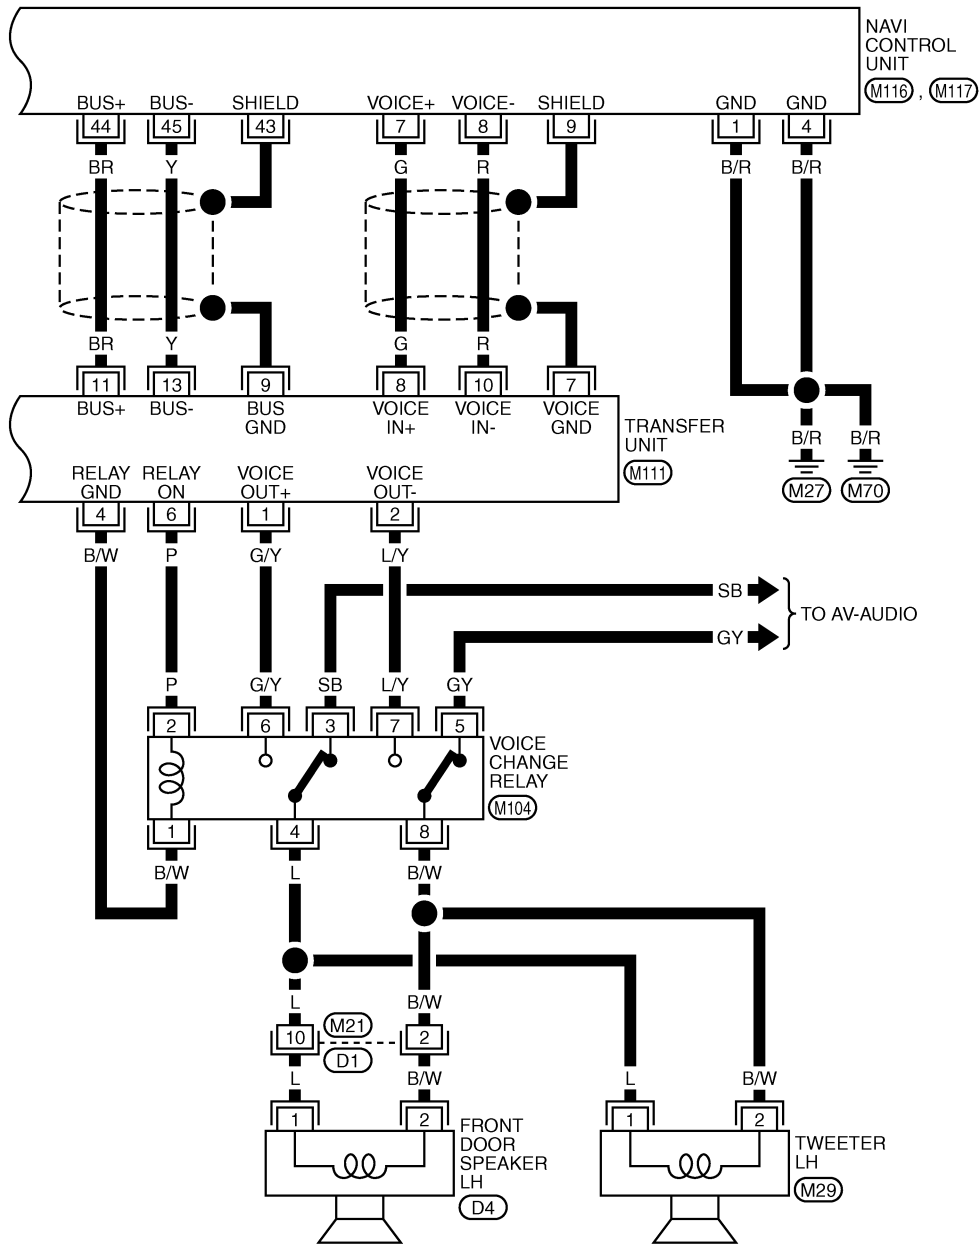 NAVI
CONTROL
UNIT
M116 , M117
BUS+ BUS- SHIELD VOICE+ VOICE- SHIELD GND GND
44 45 43 7 8 9 1 4
BR Y G R B/R B/R
BR Y G R
11 13 9 8 10 7
BUS+ BUS- BUS GND VOICE IN+ VOICE IN- VOICE GND
TRANSFER
UNIT
M111
B/R B/R
M27 M70
RELAY GND RELAY ON VOICE OUT+ VOICE OUT-
4 6 1 2
B/W P G/Y L/Y
SB
GY
TO AV-AUDIO
P G/Y SB L/Y GY
2 6 3 7 5
VOICE
CHANGE
RELAY
M104
1 4 8
B/W L B/W
L B/W
10 M21 2
D1
L B/W L B/W
1 2 1 2
FRONT
DOOR
SPEAKER
LH
D4
TWEETER
LH
M29